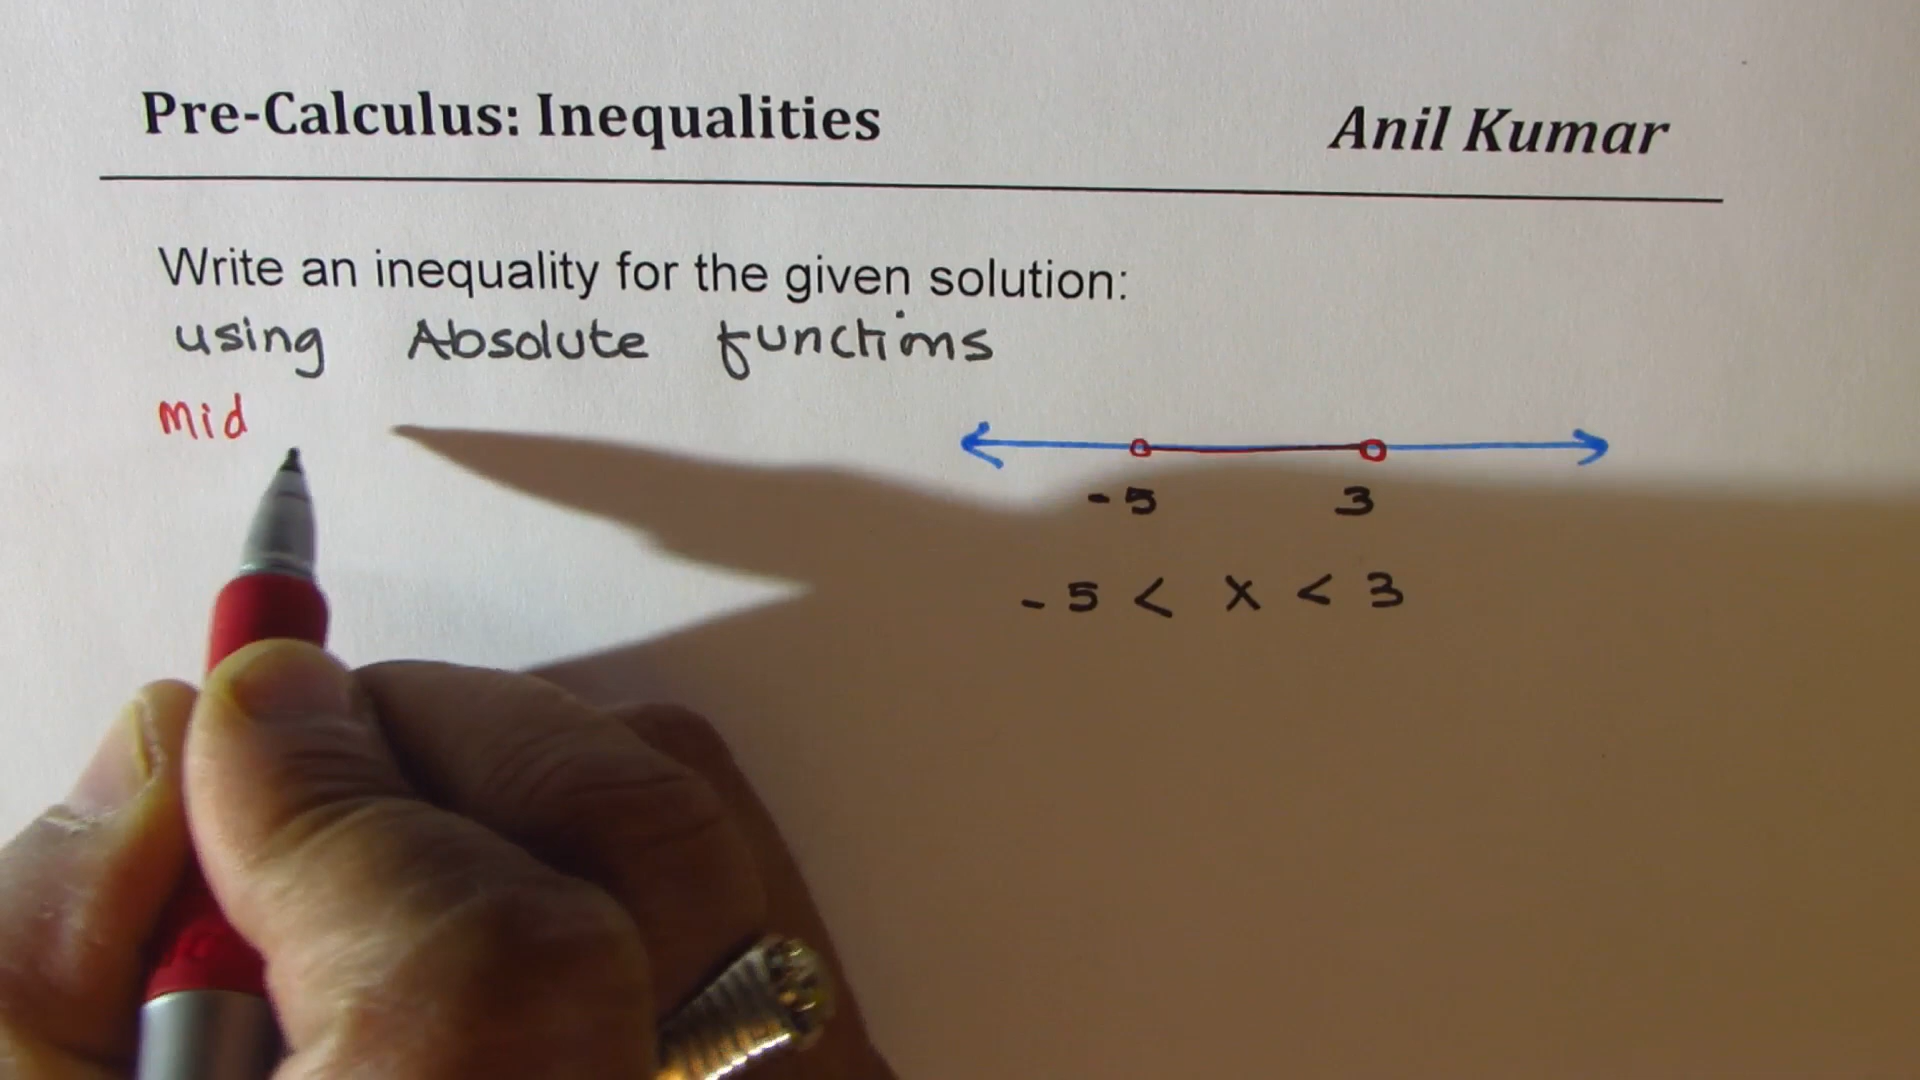 Pre-Calculus: Inequalities Anil Kumar
Write an inequality for the given solution:
using Absolute functions
Mid
-5 3
-5 < x < 3